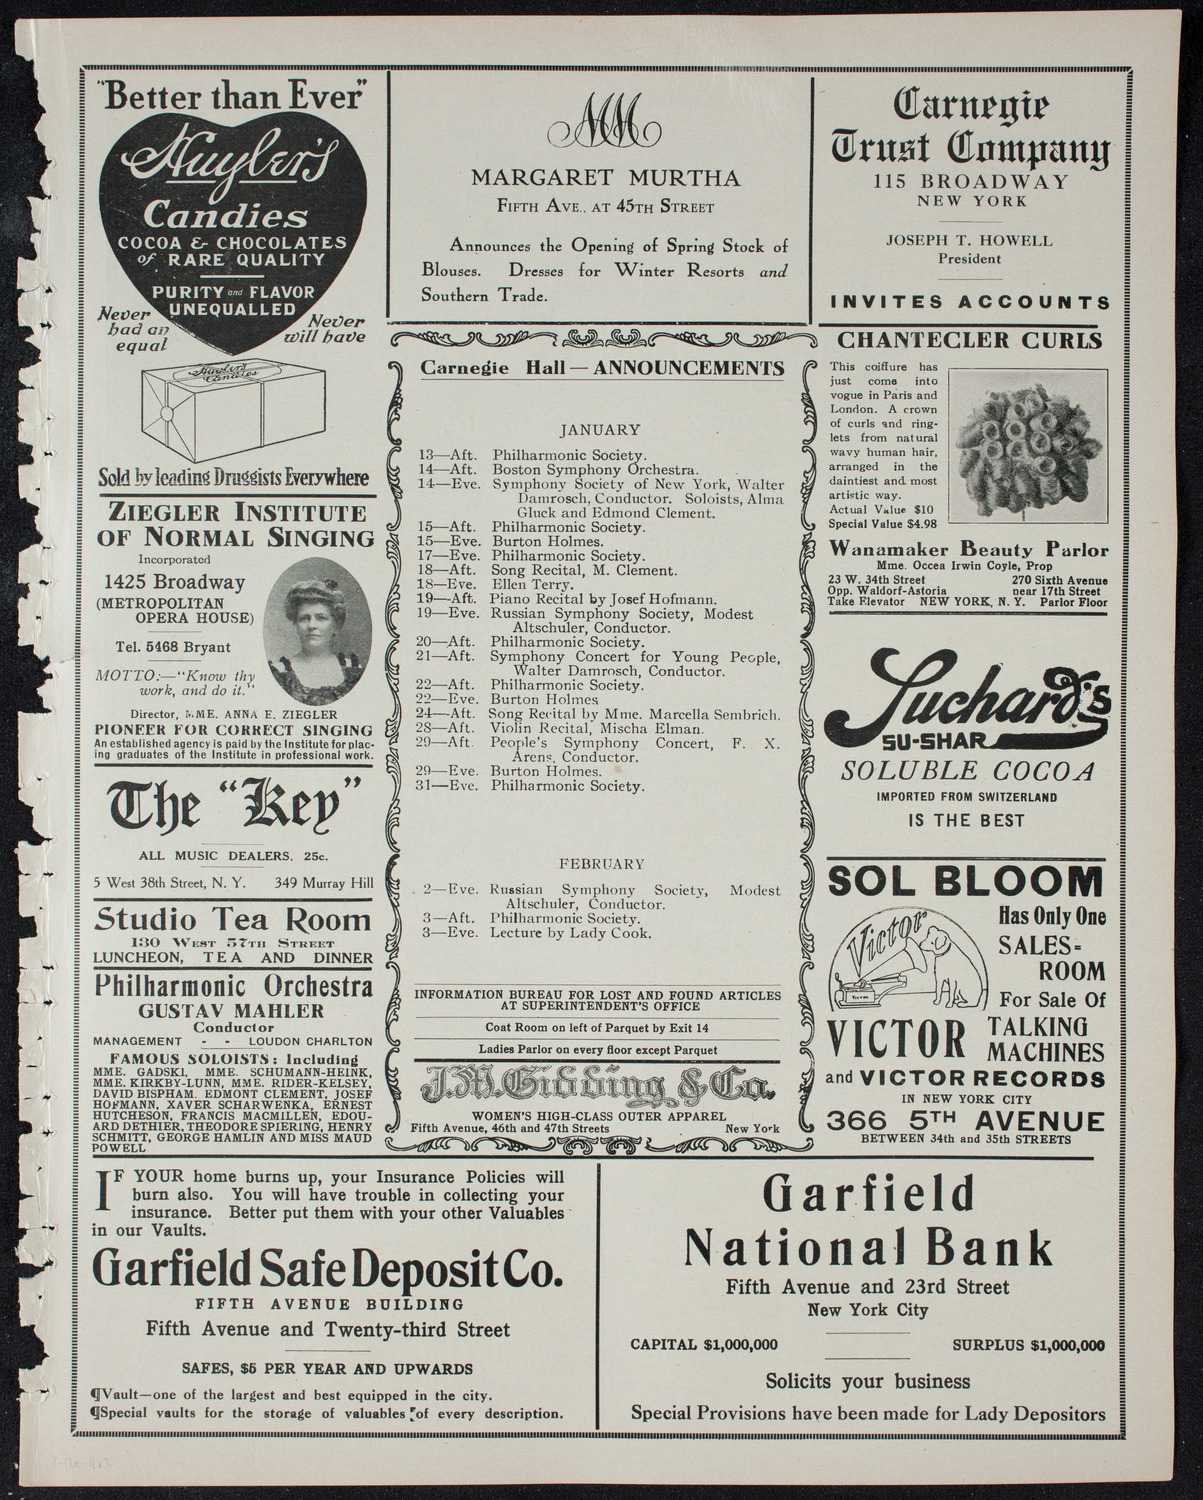 "Better than Ever"
Huyler's
Candies
COCOA & CHOCOLATES
of RARE QUALITY
PURITY and FLAVOR
UNEQUALLED
Never
had an
equal
Never
will have
Huyler's
Candies
Sold by leading Druggists Everywhere
ZIEGLER INSTITUTE
OF NORMAL SINGING
Incorporated
1425 Broadway
(METROPOLITAN
OPERA HOUSE)
Tel. 5468 Bryant
MOTTO:—"Know thy
work, and do it."
Director, MME. ANNA E. ZIEGLER
PIONEER FOR CORRECT SINGING
An established agency is paid by the Institute for plac-
ing graduates of the Institute in professional work.
The "Key"
ALL MUSIC DEALERS. 25c.
5 West 38th Street, N. Y. 349 Murray Hill
Studio Tea Room
130 WEST 57TH STREET
LUNCHEON, TEA AND DINNER
Philharmonic Orchestra
GUSTAV MAHLER
Conductor
MANAGEMENT - - LOUDON CHARLTON
FAMOUS SOLOISTS: Including
MME. GADSKI, MME. SCHUMANN-HEINK,
MME. KIRKBY-LUNN, MME. RIDER-KELSEY,
DAVID BISPHAM, EDMONT CLEMENT, JOSEF
HOFMANN, XAVER SCHARWENKA, ERNEST
HUTCHESON, FRANCIS MACMILLEN, EDOU-
ARD DETHIER, THEODORE SPIERING, HENRY
SCHMITT, GEORGE HAMLIN AND MISS MAUD
POWELL
MM
MARGARET MURTHA
FIFTH AVE., AT 45TH STREET
Announces the Opening of Spring Stock of
Blouses. Dresses for Winter Resorts and
Southern Trade.
Carnegie Hall—ANNOUNCEMENTS
JANUARY
13—Aft. Philharmonic Society.
14—Aft. Boston Symphony Orchestra.
14—Eve. Symphony Society of New York, Walter
Damrosch, Conductor. Soloists, Alma
Gluck and Edmond Clement.
15—Aft. Philharmonic Society.
15—Eve. Burton Holmes.
17—Eve. Philharmonic Society.
18—Aft. Song Recital, M. Clement.
18—Eve. Ellen Terry.
19—Aft. Piano Recital by Josef Hofmann.
19—Eve. Russian Symphony Society, Modest
Altschuler, Conductor.
20—Aft. Philharmonic Society.
21—Aft. Symphony Concert for Young People,
Walter Damrosch, Conductor.
22—Aft. Philharmonic Society.
22—Eve. Burton Holmes
24—Aft. Song Recital by Mme. Marcella Sembrich.
28—Aft. Violin Recital, Mischa Elman.
29—Aft People's Symphony Concert, F. X.
Arens, Conductor.
29—Eve. Burton Holmes.
31—Eve. Philharmonic Society.
FEBRUARY
2—Eve. Russian Symphony Society, Modest
Altschuler, Conductor.
3—Aft. Philharmonic Society.
3—Eve. Lecture by Lady Cook.
INFORMATION BUREAU FOR LOST AND FOUND ARTICLES
AT SUPERINTENDENT'S OFFICE
Coat Room on left of Parquet by Exit 14
Ladies Parlor on every floor except Parquet
J.M. Gidding & Co.
WOMEN'S HIGH-CLASS OUTER APPAREL
Fifth Avenue, 46th and 47th Streets New York
Carnegie
Trust Company
115 BROADWAY
NEW YORK
JOSEPH T. HOWELL
President
INVITES ACCOUNTS
CHANTECLER CURLS
This coiffure has
just come into
vogue in Paris and
London. A crown
of curls and ring-
lets from natural
wavy human hair,
arranged in the
daintiest and most
artistic way.
Actual Value $10
Special Value $4.98
Wanamaker Beauty Parlor
Mme. Occea Irwin Coyle, Prop
23 W. 34th Street 270 Sixth Avenue
Opp. Waldorf-Astoria near 17th Street
Take Elevator NEW YORK, N. Y. Parlor Floor
Suchard's
SU-SHAR
SOLUBLE COCOA
IMPORTED FROM SWITZERLAND
IS THE BEST
SOL BLOOM
Victor
Victor
Has Only One
SALES-
ROOM
For Sale Of
VICTOR TALKING
MACHINES
and VICTOR RECORDS
IN NEW YORK CITY
366 5TH AVENUE
BETWEEN 34th and 35th STREETS
IF YOUR home burns up, your Insurance Policies will
burn also. You will have trouble in collecting your
insurance. Better put them with your other Valuables
in our Vaults.
Garfield Safe Deposit Co.
FIFTH AVENUE BUILDING
Fifth Avenue and Twenty-third Street
SAFES, $5 PER YEAR AND UPWARDS
¶Vault—one of the largest and best equipped in the city.
¶Special vaults for the storage of valuables of every description.
Garfield
National Bank
Fifth Avenue and 23rd Street
New York City
CAPITAL $1,000,000 SURPLUS $1,000,000
Solicits your business
Special Provisions have been made for Lady Depositors